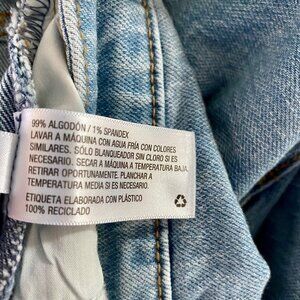 99% ALGODÓN / 1% SPANDEX
LAVAR A MÁQUINA CON AGUA FRÍA CON COLORES
SIMILARES. SÓLO BLANQUEADOR SIN CLORO SI ES
NECESARIO. SECAR A MÁQUINA A TEMPERATURA BAJA.
RETIRAR OPORTUNAMENTE. PLANCHAR A
TEMPERATURA MEDIA SI ES NECESARIO.
ETIQUETA ELABORADA CON PLÁSTICO
100% RECICLADO